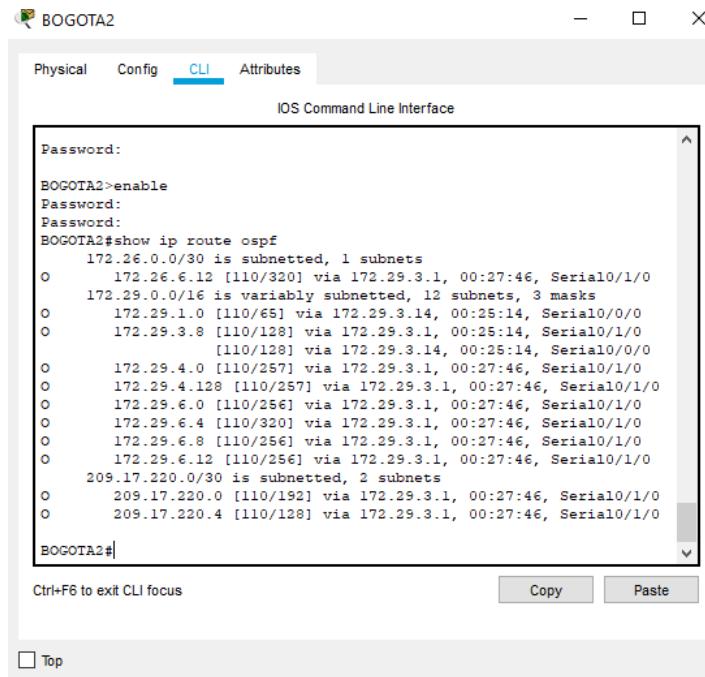 BOGOTA2
Physical Config CLI Attributes
IOS Command Line Interface
Password:
BOGOTA2>enable
Password:
Password:
BOGOTA2#show ip route ospf
172.26.0.0/30 is subnetted, 1 subnets
O 172.26.6.12 [110/320] via 172.29.3.1, 00:27:46, Serial0/1/0
172.29.0.0/16 is variably subnetted, 12 subnets, 3 masks
O 172.29.1.0 [110/65] via 172.29.3.14, 00:25:14, Serial0/0/0
O 172.29.3.8 [110/128] via 172.29.3.1, 00:25:14, Serial0/1/0
[110/128] via 172.29.3.14, 00:25:14, Serial0/0/0
O 172.29.4.0 [110/257] via 172.29.3.1, 00:27:46, Serial0/1/0
O 172.29.4.128 [110/257] via 172.29.3.1, 00:27:46, Serial0/1/0
O 172.29.6.0 [110/256] via 172.29.3.1, 00:27:46, Serial0/1/0
O 172.29.6.4 [110/320] via 172.29.3.1, 00:27:46, Serial0/1/0
O 172.29.6.8 [110/256] via 172.29.3.1, 00:27:46, Serial0/1/0
O 172.29.6.12 [110/256] via 172.29.3.1, 00:27:46, Serial0/1/0
209.17.220.0/30 is subnetted, 2 subnets
O 209.17.220.0 [110/192] via 172.29.3.1, 00:27:46, Serial0/1/0
O 209.17.220.4 [110/128] via 172.29.3.1, 00:27:46, Serial0/1/0
BOGOTA2#
Ctrl+F6 to exit CLI focus Copy Paste
Top